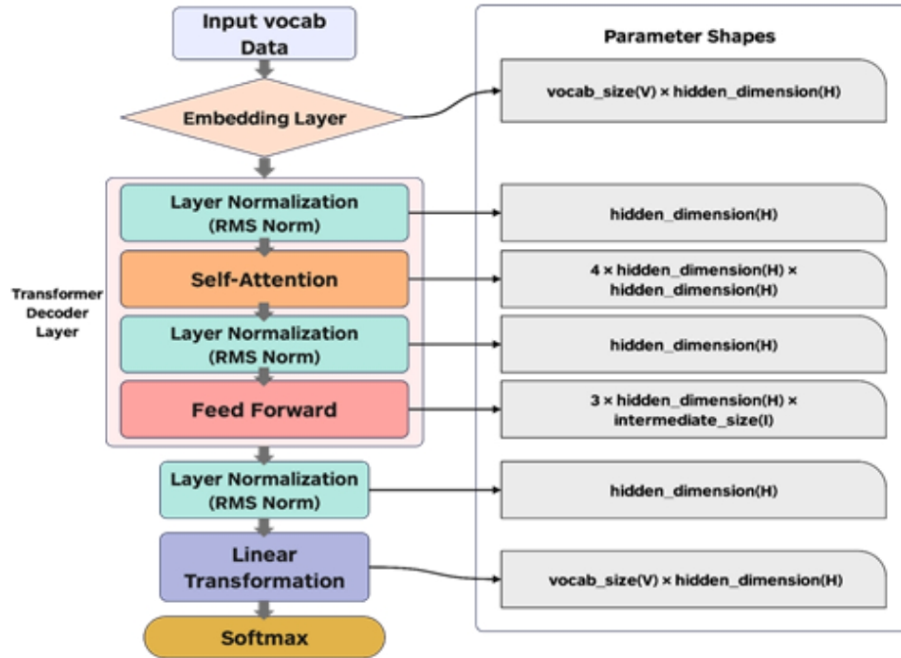 Input vocab
Data
Parameter Shapes
Embedding Layer
vocab_size(V) × hidden_dimension(H)
Transformer
Decoder
Layer
Layer Normalization
(RMS Norm)
hidden_dimension(H)
Self-Attention
4 × hidden_dimension(H) ×
hidden_dimension(H)
Layer Normalization
(RMS Norm)
hidden_dimension(H)
Feed Forward
3 × hidden_dimension(H) ×
intermediate_size(I)
Layer Normalization
(RMS Norm)
hidden_dimension(H)
Linear
Transformation
vocab_size(V) × hidden_dimension(H)
Softmax